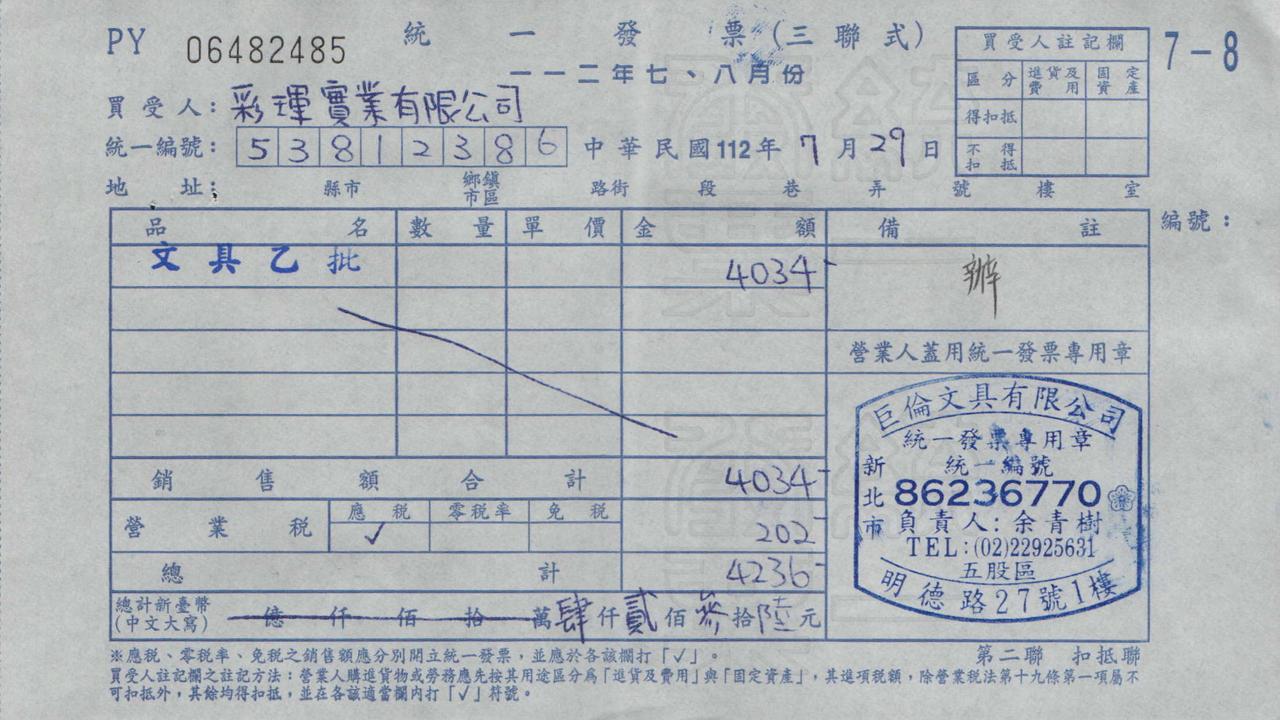 PY 06482485 統一發票(三聯式)
一一二年七、八月份
7-8
買受人註記欄
區分 進貨及費用 固定資產
得扣抵
不得扣抵
買受人: 彩琿實業有限公司
統一編號: 53812386 中華民國112年7月29日
地址: 縣市 鄉鎮市區 路街 段 巷 弄 號 樓 室
品名 數量 單價 金額 備註 編號:
文具乙批 4034 辦
營業人蓋用統一發票專用章
銷售額合計 4034
營業稅 應稅 零稅率 免稅
✓ 202
總計 4236
總計新臺幣(中文大寫) 億仟佰拾萬肆仟貳佰參拾陸元
巨倫文具有限公司
統一發票專用章
新北市
統一編號
86236770
負責人:余青樹
TEL:(02)22925631
五股區
明德路27號1樓
第二聯 扣抵聯
※應稅、零稅率、免稅之銷售額應分別開立統一發票,並應於各該欄打「✓」。
買受人註記欄之註記方法:營業人購進貨物或勞務應先按其用途區分為「進貨及費用」與「固定資產」,其進項稅額,除營業稅法第十九條第一項屬不
可扣抵外,其餘均得扣抵,並在各該適當欄內打「✓」符號。